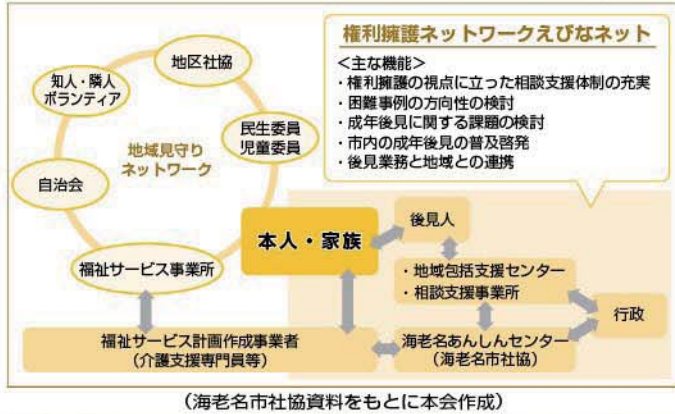 権利擁護ネットワークえびなネット
<主な機能>
・権利擁護の視点に立った相談支援体制の充実
・困難事例の方向性の検討
・成年後見に関する課題の検討
・市内の成年後見の普及啓発
・後見業務と地域との連携
地区社協
知人・隣人
ボランティア
民生委員
児童委員
地域見守り
ネットワーク
自治会
福祉サービス事業所
本人・家族
後見人
・地域包括支援センター
・相談支援事業所
行政
福祉サービス計画作成事業者
(介護支援専門員等)
海老名あんしんセンター
(海老名市社協)
(海老名市社協資料をもとに本会作成)